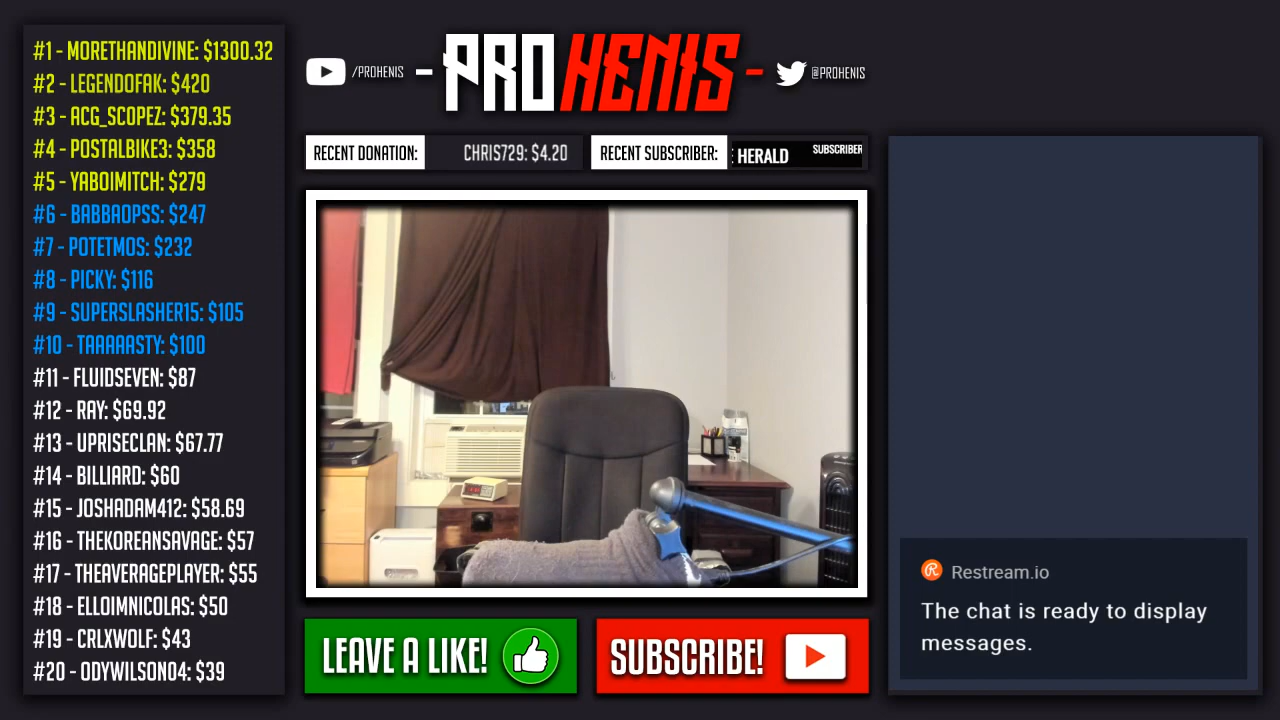 #1 - MORETHANDIVINE: $1300.32
#2 - LEGENDOFAK: $420
#3 - ACG_SCOPEZ: $379.35
#4 - POSTALBIKE3: $358
#5 - YABOIMITCH: $279
#6 - BABBAOPSS: $247
#7 - POTETMOS: $232
#8 - PICKY: $116
#9 - SUPERSLASHER15: $105
#10 - TAAAAASTY: $100
#11 - FLUIDSEVEN: $87
#12 - RAY: $69.92
#13 - UPRISECLAN: $67.77
#14 - BILLIARD: $60
#15 - JOSHADAM412: $58.69
#16 - THEKOREANSAVAGE: $57
#17 - THEAVERAGEPLAYER: $55
#18 - ELLOIMNICOLAS: $50
#19 - CRLXWOLF: $43
#20 - ODYWILSON04: $39
/PROHENIS - PRO HENIS - @PROHENIS
RECENT DONATION: CHRIS729: $4.20 RECENT SUBSCRIBER: HERALD SUBSCRIBER
LEAVE A LIKE! SUBSCRIBE!
Restream.io
The chat is ready to display
messages.